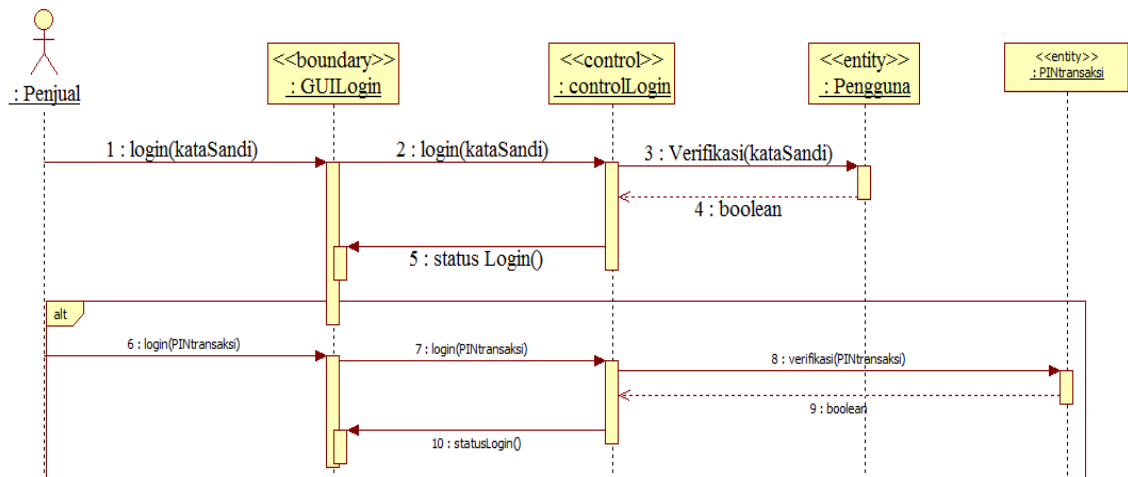 <<boundary>>
: GUILogin
<<control>>
: controlLogin
<<entity>>
: Pengguna
<<entity>>
: PINtransaksi
: Penjual
1 : login(kataSandi)
2 : login(kataSandi)
3 : Verifikasi(kataSandi)
4 : boolean
5 : status Login()
alt
6 : login(PINtransaksi)
7 : login(PINtransaksi)
8 : verifikasi(PINtransaksi)
9 : boolean
10 : statusLogin()